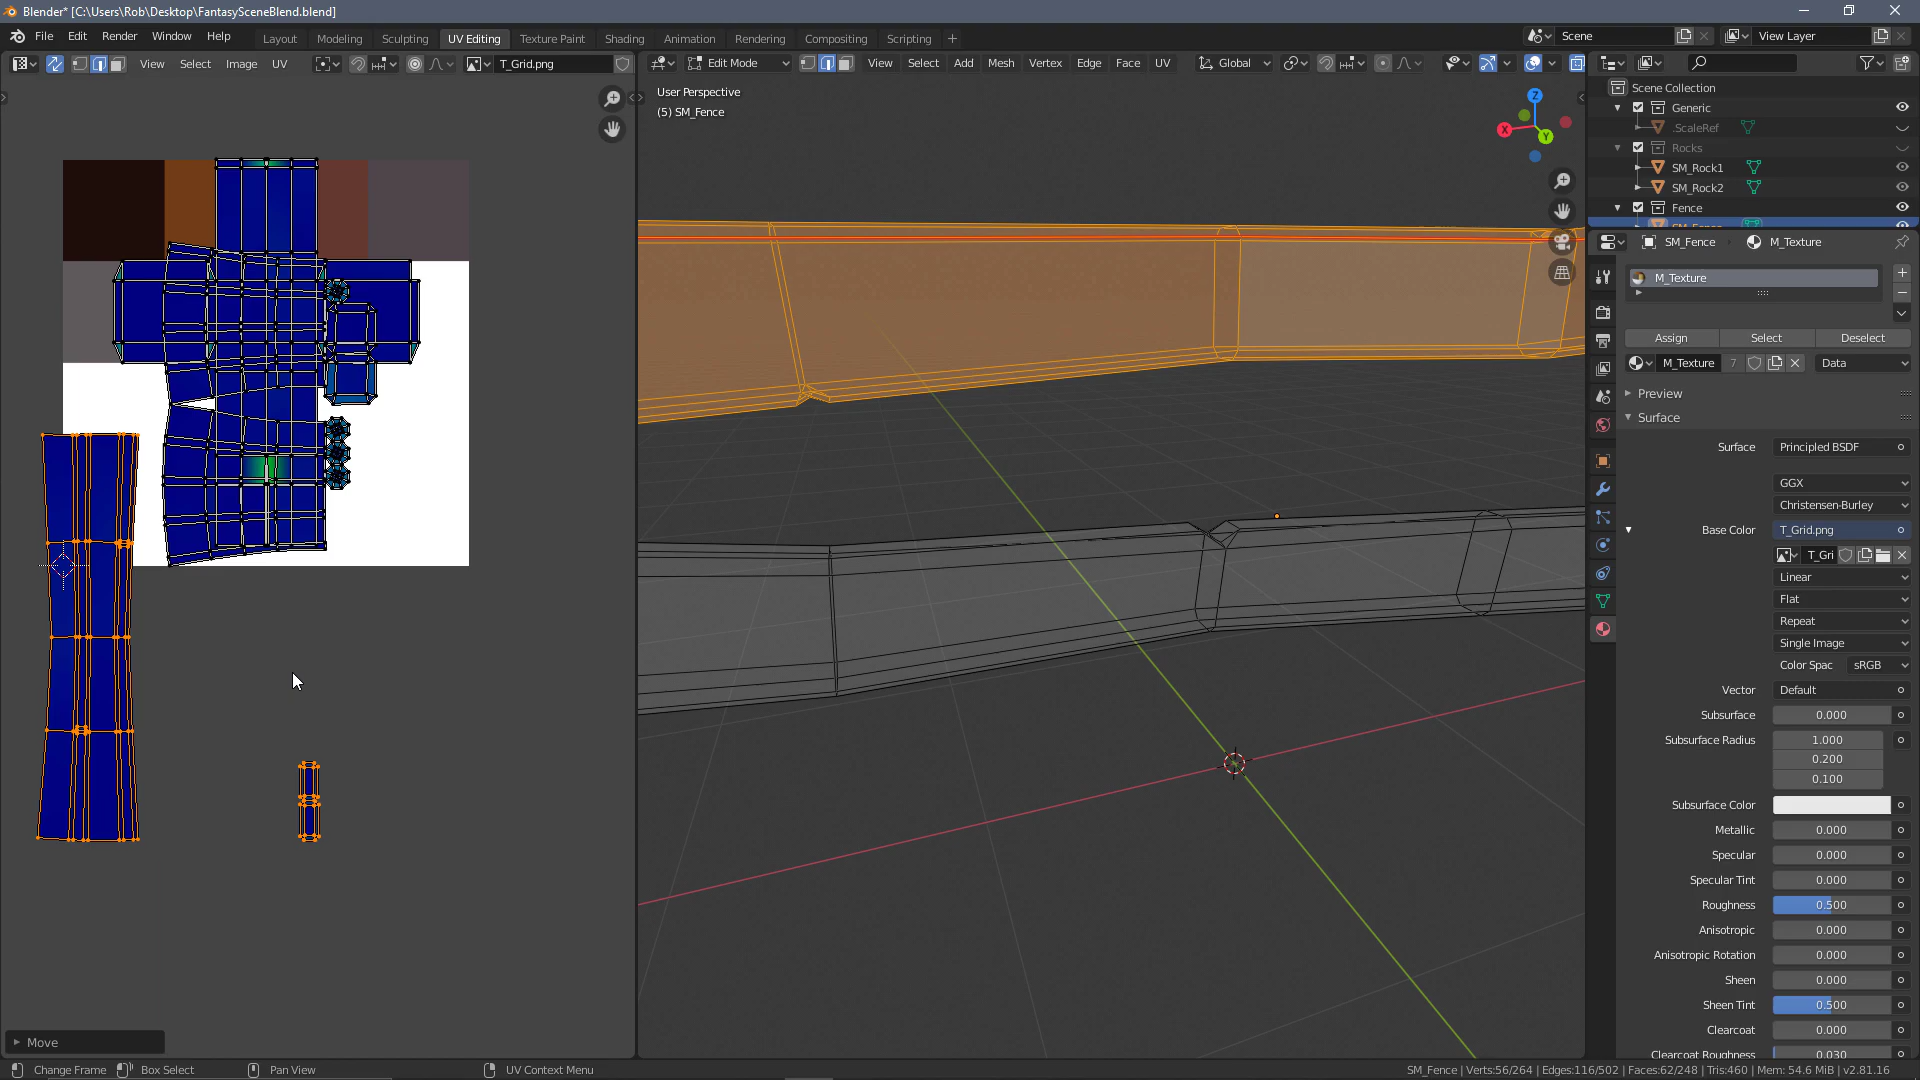 Blender* [C:\Users\Rob\Desktop\FantasySceneBlend.blend]
File Edit Render Window Help
Layout Modeling Sculpting UV Editing Texture Paint Shading Animation Rendering Compositing Scripting
Scene
View Layer
View Select Image UV
T_Grid.png
Edit Mode
View Select Add Mesh Vertex Edge Face UV
Global
User Perspective
(5) SM_Fence
Z
X
Y
Scene Collection
Generic
.ScaleRef
Rocks
SM_Rock1
SM_Rock2
Fence
SM_Fence
M_Texture
M_Texture
Assign Select Deselect
M_Texture 7 Data
Preview
Surface
Surface Principled BSDF
GGX
Christensen-Burley
Base Color T_Grid.png
T_Gri
Linear
Flat
Repeat
Single Image
Color Spac sRGB
Vector Default
Subsurface 0.000
Subsurface Radius 1.000
0.200
0.100
Subsurface Color
Metallic 0.000
Specular 0.000
Specular Tint 0.000
Roughness 0.500
Anisotropic 0.000
Anisotropic Rotation 0.000
Sheen 0.000
Sheen Tint 0.500
Clearcoat 0.000
Clearcoat Roughness 0.030
Move
Change Frame Box Select Pan View UV Context Menu
SM_Fence | Verts:56/264 | Edges:116/502 | Faces:62/248 | Tris:460 | Mem: 54.6 MiB | v2.81.16